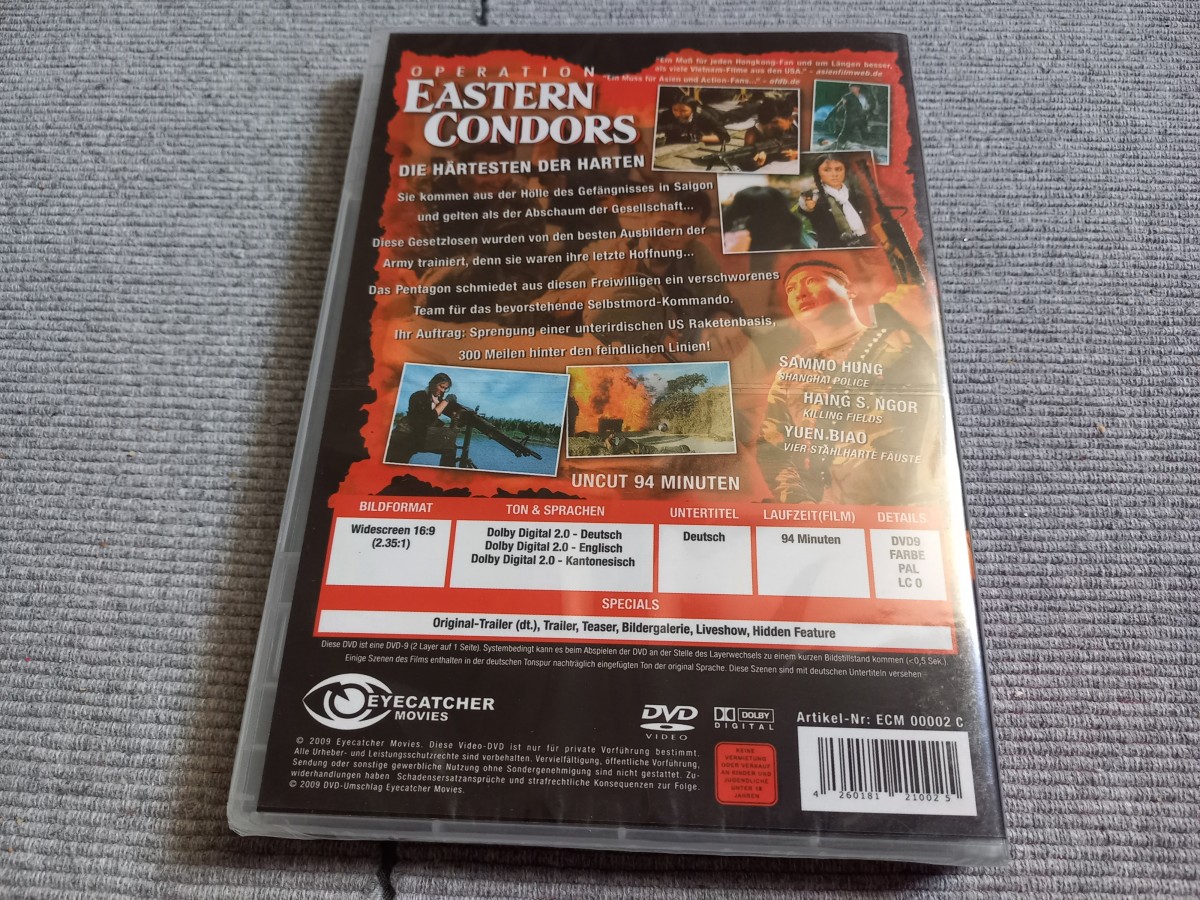 OPERATION
EASTERN
CONDORS
DIE HÄRTESTEN DER HARTEN
"Ein Muß für jeden Hongkong-Fan und um Längen besser,
als viele Vietnam-Filme aus den USA." - asienfilmweb.de
"Ein Muss für Asien und Action-Fans..." - ofdb.de
Sie kommen aus der Hölle des Gefängnisses in Saigon
und gelten als der Abschaum der Gesellschaft...
Diese Gesetzlosen wurden von den besten Ausbildern der
Army trainiert, denn sie waren ihre letzte Hoffnung...
Das Pentagon schmiedet aus diesen Freiwilligen ein verschworenes
Team für das bevorstehende Selbstmord-Kommando.
Ihr Auftrag: Sprengung einer unterirdischen US Raketenbasis,
300 Meilen hinter den feindlichen Linien!
SAMMO HUNG
SHANGHAI POLICE
HAING S. NGOR
KILLING FIELDS
YUEN BIAO
VIER STAHLHARTE FÄUSTE
UNCUT 94 MINUTEN
BILDFORMAT
Widescreen 16:9
(2.35:1)
TON & SPRACHEN
Dolby Digital 2.0 - Deutsch
Dolby Digital 2.0 - Englisch
Dolby Digital 2.0 - Kantonesisch
UNTERTITEL
Deutsch
LAUFZEIT(FILM)
94 Minuten
DETAILS
DVD9
FARBE
PAL
LC 0
SPECIALS
Original-Trailer (dt.), Trailer, Teaser, Bildergalerie, Liveshow, Hidden Feature
Diese DVD ist eine DVD-9 (2 Layer auf 1 Seite). Systembedingt kann es beim Abspielen der DVD an der Stelle des Layerwechsels zu einem kurzen Bildstillstand kommen (<0,5 Sek.).
Einige Szenen des Films enthalten in der deutschen Tonspur nachträglich eingefügten Ton der original Sprache. Diese Szenen sind mit deutschen Untertiteln versehen
EYECATCHER
MOVIES
DVD
VIDEO
DOLBY
DIGITAL
Artikel-Nr: ECM 00002 C
© 2009 Eyecatcher Movies. Diese Video-DVD ist nur für private Vorführung bestimmt.
Alle Urheber- und Leistungsschutzrechte sind vorbehalten. Vervielfältigung, öffentliche Vorführung,
Sendung oder sonstige gewerbliche Nutzung ohne Sondergenehmigung sind nicht gestattet. Zu-
widerhandlungen haben Schadensersatzansprüche und strafrechtliche Konsequenzen zur Folge.
© 2009 DVD-Umschlag Eyecatcher Movies.
KEINE
VERMIETUNG
ODER VERKAUF
AN KINDER UND
JUGENDLICHE
UNTER 18
JAHREN
4 260181 210025